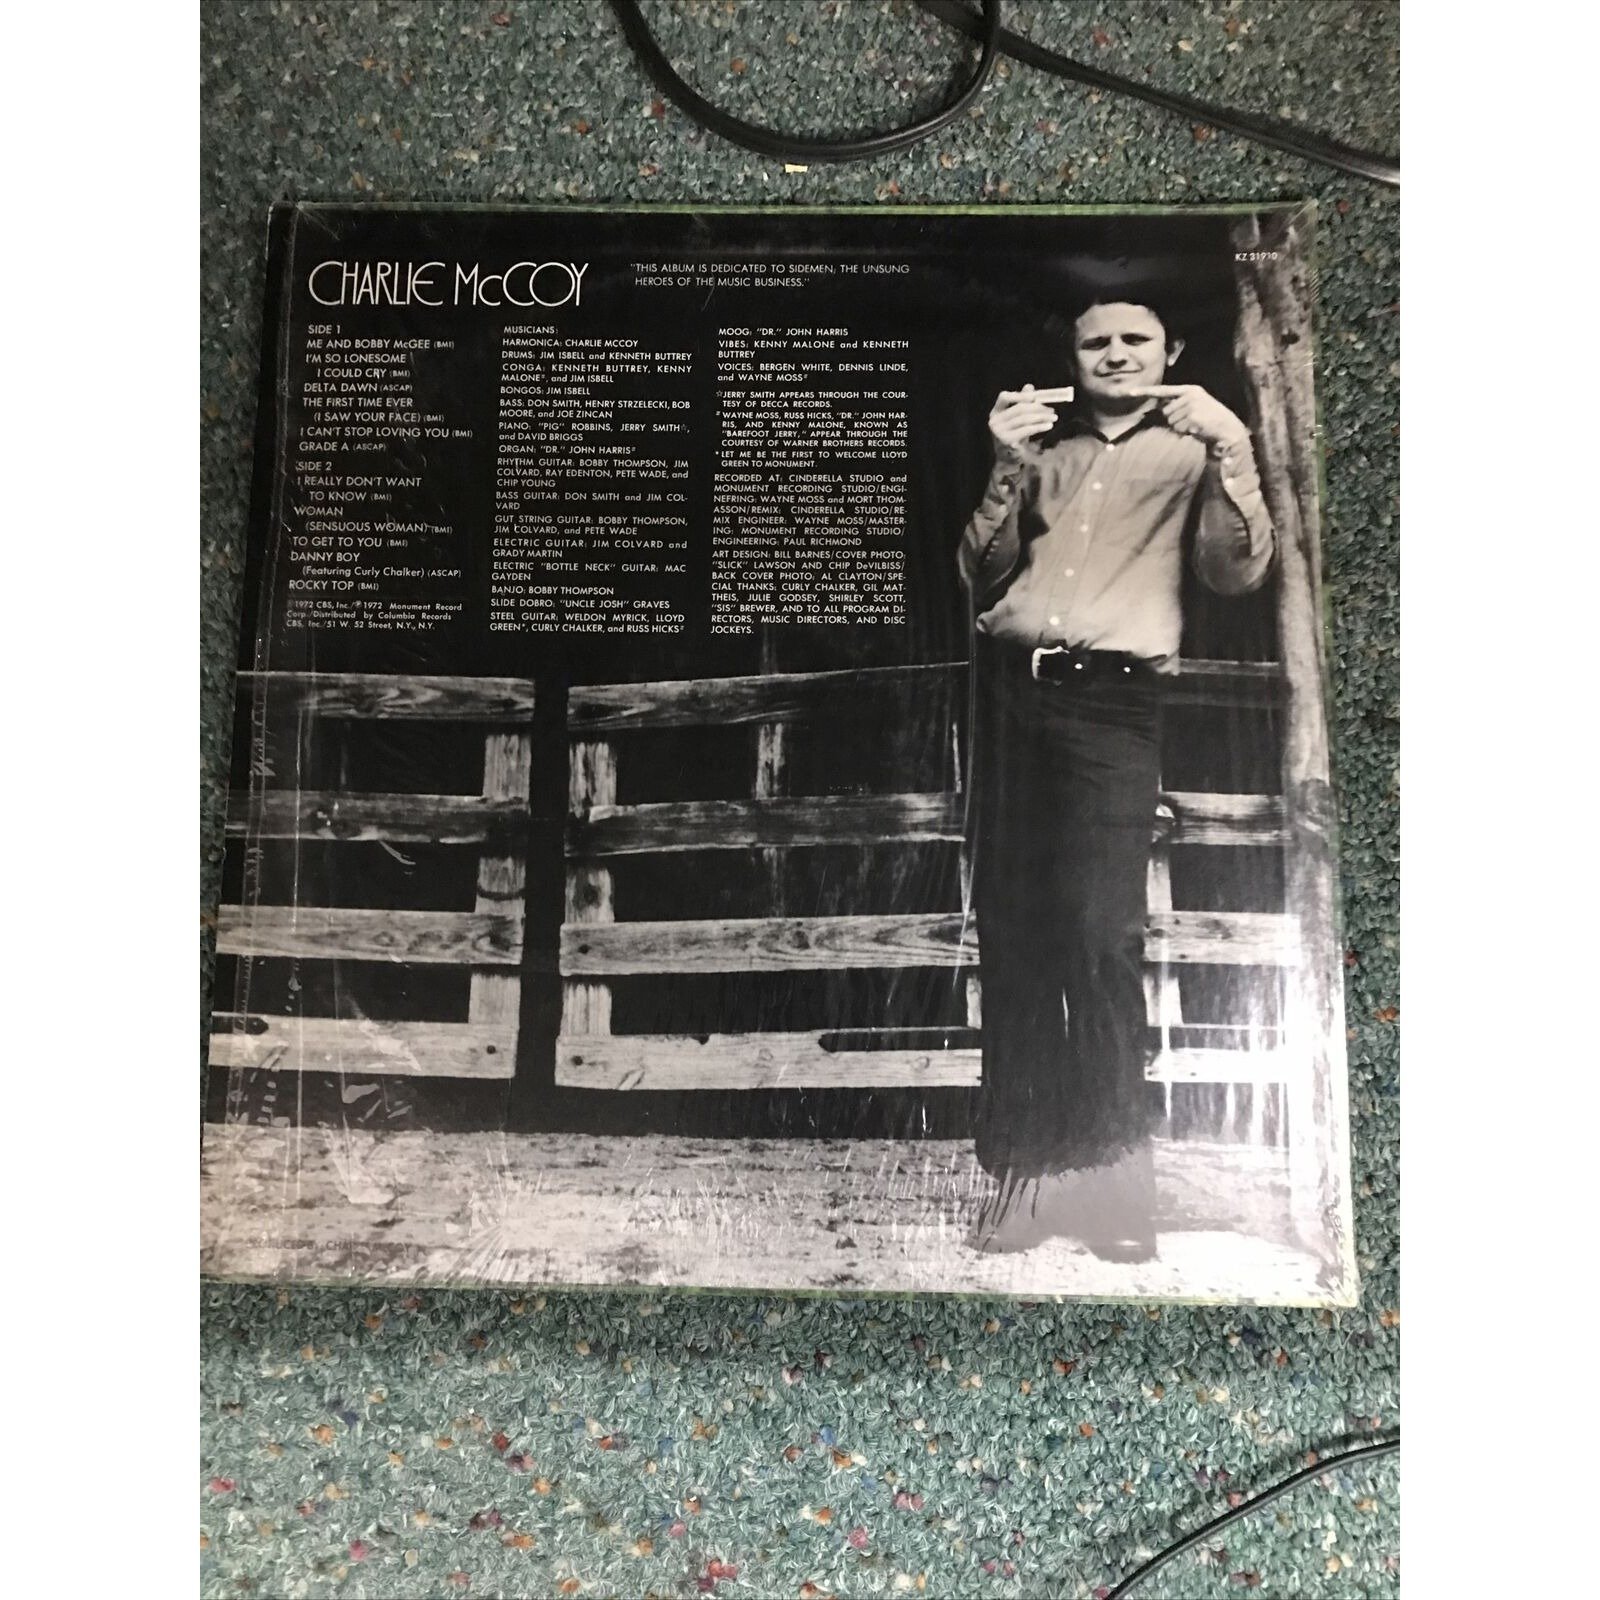 CHARLIE McCOY
"THIS ALBUM IS DEDICATED TO SIDEMEN; THE UNSUNG
HEROES OF THE MUSIC BUSINESS."
KZ 31910
SIDE 1
ME AND BOBBY McGEE (BMI)
I'M SO LONESOME
I COULD CRY (BMI)
DELTA DAWN (ASCAP)
THE FIRST TIME EVER
(I SAW YOUR FACE) (BMI)
I CAN'T STOP LOVING YOU (BMI)
GRADE A (ASCAP)
SIDE 2
I REALLY DON'T WANT
TO KNOW (BMI)
WOMAN
(SENSUOUS WOMAN) (BMI)
TO GET TO YOU (BMI)
DANNY BOY
(Featuring Curly Chalker) (ASCAP)
ROCKY TOP (BMI)
©1972 CBS, Inc./℗1972 Monument Record
Corp./Distributed by Columbia Records
CBS, Inc./51 W. 52 Street, N.Y., N.Y.
MUSICIANS:
HARMONICA: CHARLIE MCCOY
DRUMS: JIM ISBELL and KENNETH BUTTREY
CONGA: KENNETH BUTTREY, KENNY
MALONE#, and JIM ISBELL
BONGOS: JIM ISBELL
BASS: DON SMITH, HENRY STRZELECKI, BOB
MOORE, and JOE ZINCAN
PIANO: "PIG" ROBBINS, JERRY SMITH☆,
and DAVID BRIGGS
ORGAN: "DR." JOHN HARRIS#
RHYTHM GUITAR: BOBBY THOMPSON, JIM
COLVARD, RAY EDENTON, PETE WADE, and
CHIP YOUNG
BASS GUITAR: DON SMITH and JIM COL-
VARD
GUT STRING GUITAR: BOBBY THOMPSON,
JIM COLVARD, and PETE WADE
ELECTRIC GUITAR: JIM COLVARD and
GRADY MARTIN
ELECTRIC "BOTTLE NECK" GUITAR: MAC
GAYDEN
BANJO: BOBBY THOMPSON
SLIDE DOBRO: "UNCLE JOSH" GRAVES
STEEL GUITAR: WELDON MYRICK, LLOYD
GREEN*, CURLY CHALKER, and RUSS HICKS#
MOOG: "DR." JOHN HARRIS
VIBES: KENNY MALONE and KENNETH
BUTTREY
VOICES: BERGEN WHITE, DENNIS LINDE,
and WAYNE MOSS#
☆JERRY SMITH APPEARS THROUGH THE COUR-
TESY OF DECCA RECORDS.
#WAYNE MOSS, RUSS HICKS, "DR." JOHN HAR-
RIS, AND KENNY MALONE, KNOWN AS
"BAREFOOT JERRY," APPEAR THROUGH THE
COURTESY OF WARNER BROTHERS RECORDS.
*LET ME BE THE FIRST TO WELCOME LLOYD
GREEN TO MONUMENT.
RECORDED AT: CINDERELLA STUDIO and
MONUMENT RECORDING STUDIO/ENGI-
NEFRING: WAYNE MOSS and MORT THOM-
ASSON/REMIX: CINDERELLA STUDIO/RE-
MIX ENGINEER: WAYNE MOSS/MASTER-
ING: MONUMENT RECORDING STUDIO/
ENGINEERING: PAUL RICHMOND
ART DESIGN: BILL BARNES/COVER PHOTO:
"SLICK" LAWSON AND CHIP DeVILBISS/
BACK COVER PHOTO: AL CLAYTON/SPE-
CIAL THANKS: CURLY CHALKER, GIL MAT-
THEIS, JULIE GODSEY, SHIRLEY SCOTT,
"SIS" BREWER, AND TO ALL PROGRAM DI-
RECTORS, MUSIC DIRECTORS, AND DISC
JOCKEYS.
PRODUCED BY: CHARLIE MCCOY